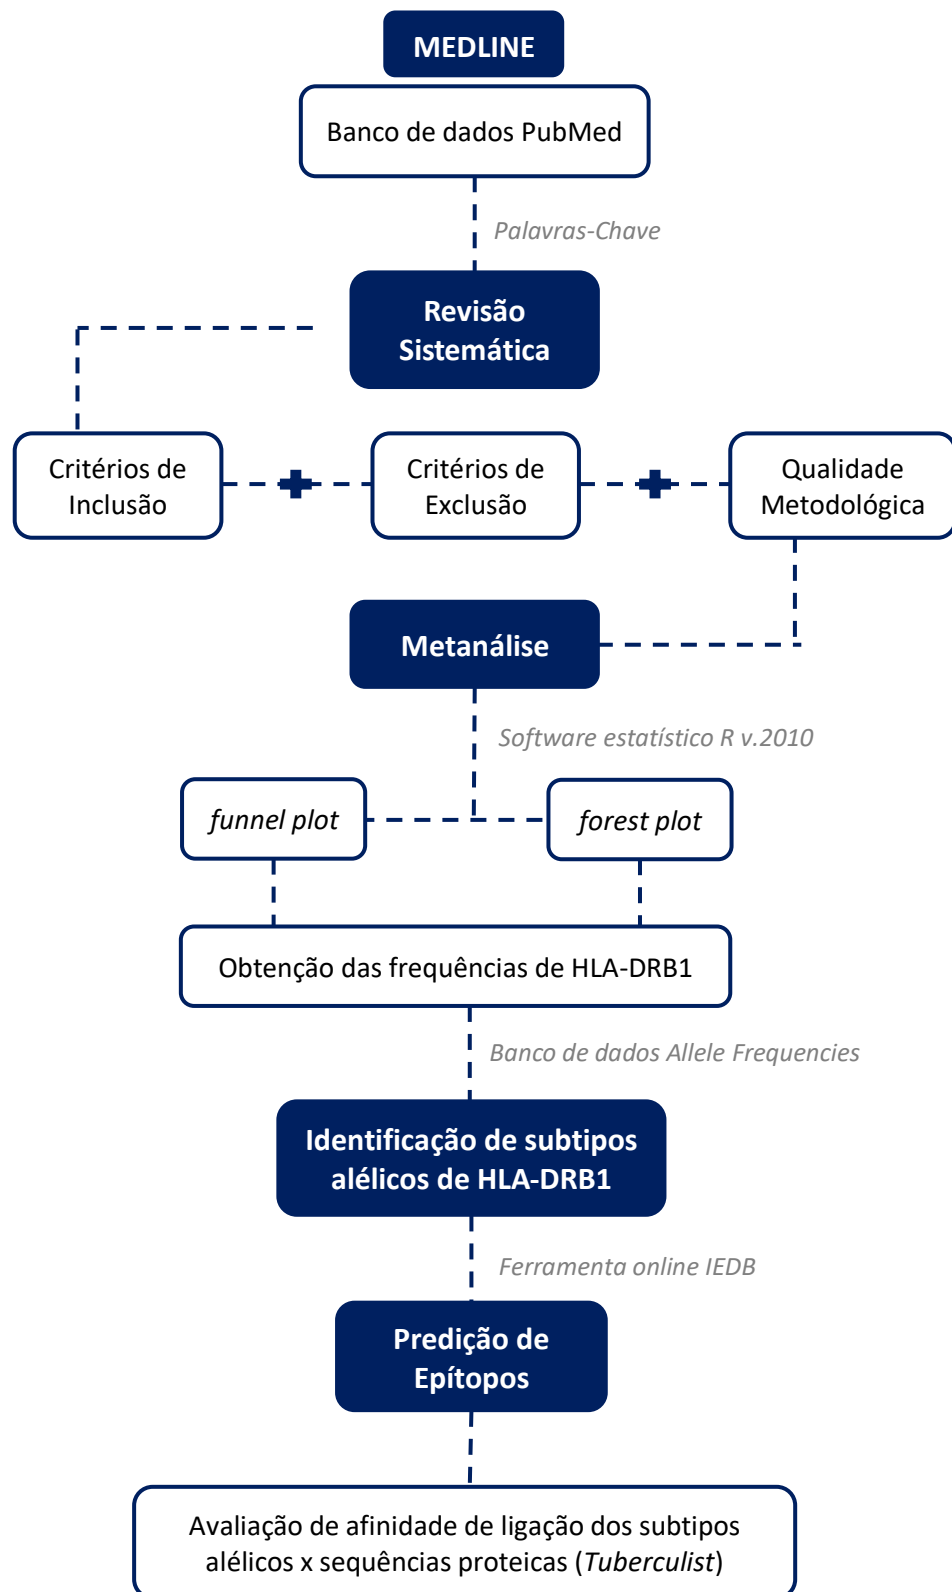 MEDLINE
Banco de dados PubMed
Palavras-Chave
Revisão
Sistemática
Critérios de
Inclusão
Critérios de
Exclusão
Qualidade
Metodológica
Metanálise
Software estatístico R v.2010
funnel plot
forest plot
Obtenção das frequências de HLA-DRB1
Banco de dados Allele Frequencies
Identificação de subtipos
alélicos de HLA-DRB1
Ferramenta online IEDB
Predição de
Epítopos
Avaliação de afinidade de ligação dos subtipos
alélicos x sequências proteicas (Tuberculist)